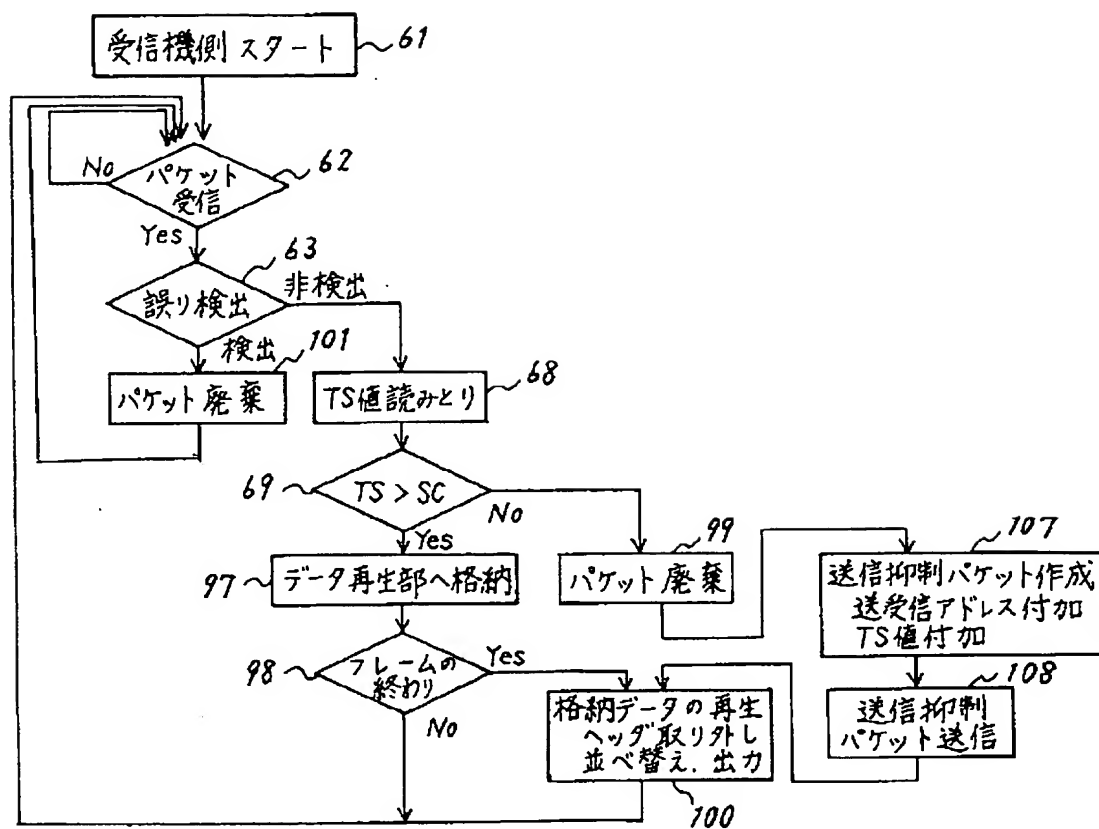 受信機側 スタート
61
パケット
受信
62
No
Yes
63
誤り検出
非検出
検出
101
パケット 廃棄
68
TS値読みとり
69
TS > SC
No
Yes
97
データ再生部へ格納
99
パケット 廃棄
107
送信抑制パケット作成
送受信アドレス付加
TS値付加
98
フレームの
終わり
Yes
No
格納データの再生
ヘッダ取り外し
並べ替え、出力
100
108
送信抑制
パケット送信